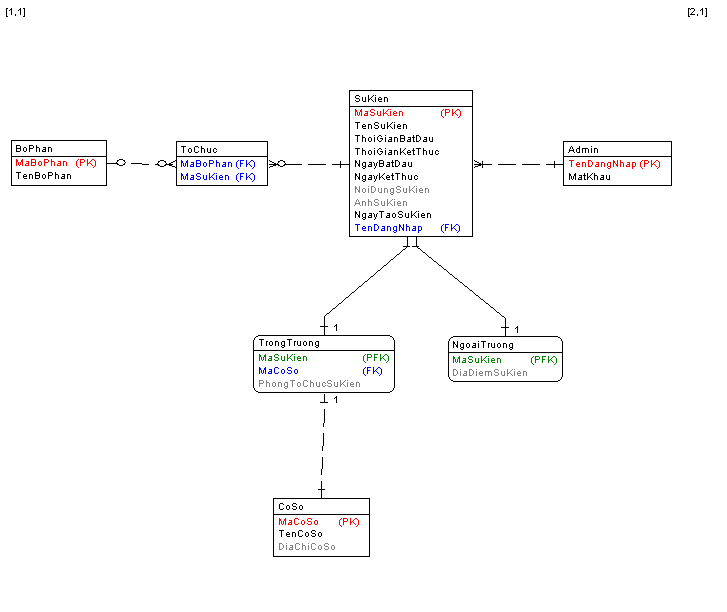 [1,1]
[2,1]
BoPhan
MaBoPhan (PK)
TenBoPhan
ToChuc
MaBoPhan (FK)
MaSuKien (FK)
SuKien
MaSuKien (PK)
TenSuKien
ThoiGianBatDau
ThoiGianKetThuc
NgayBatDau
NgayKetThuc
NoiDungSuKien
AnhSuKien
NgayTaoSuKien
TenDangNhap (FK)
Admin
TenDangNhap (PK)
MatKhau
1
1
TrongTruong
MaSuKien (PFK)
MaCoSo (FK)
PhongToChucSuKien
NgoaiTruong
MaSuKien (PFK)
DiaDiemSuKien
1
CoSo
MaCoSo (PK)
TenCoSo
DiaChiCoSo